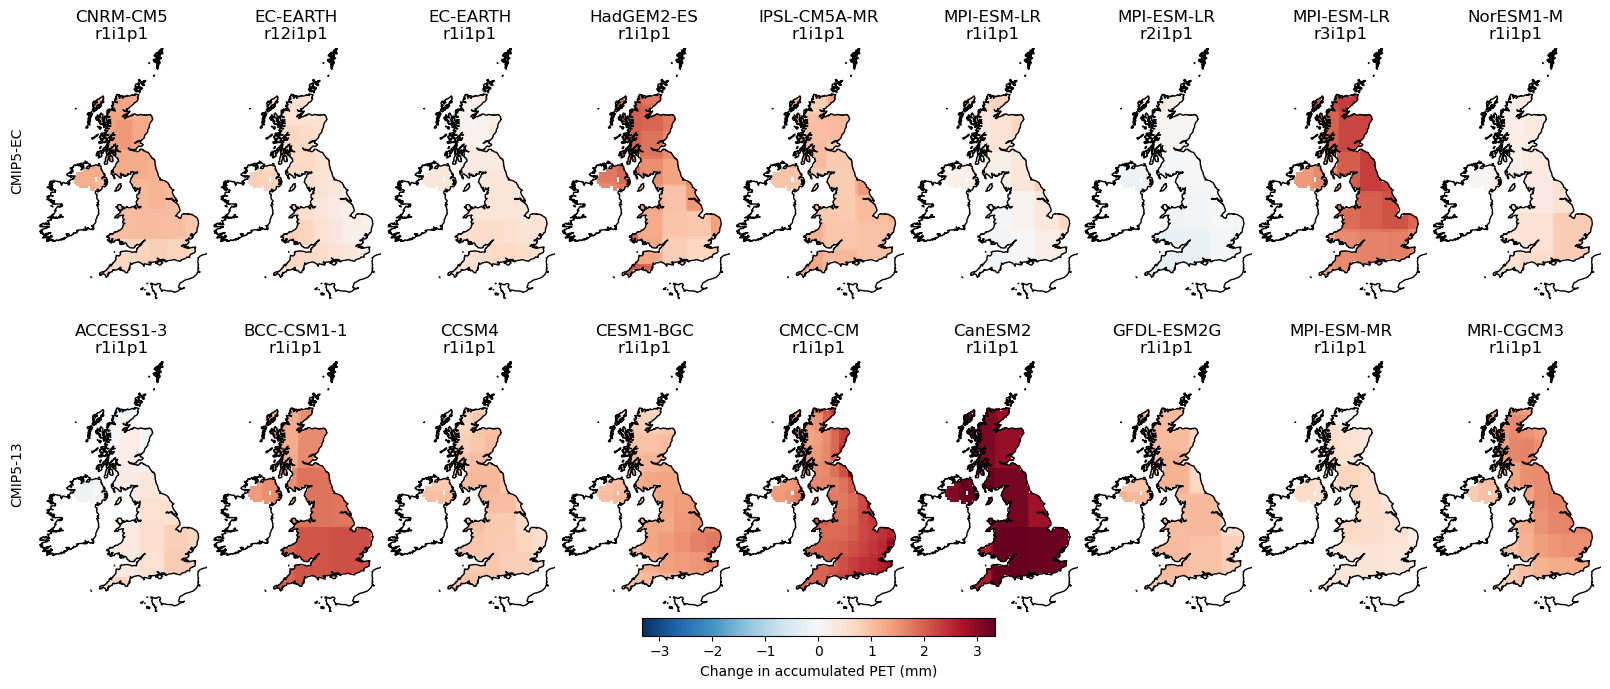 CNRM-CM5 EC-EARTH EC-EARTH HadGEM2-ES IPSL-CM5A-MR MPI-ESM-LR MPI-ESM-LR MPI-ESM-LR NorESM1-M
r1i1p1 r12i1p1 r1i1p1 r1i1p1 r1i1p1 r1i1p1 r2i1p1 r3i1p1 r1i1p1
CMIP5-EC
ACCESS1-3 BCC-CSM1-1 CCSM4 CESM1-BGC CMCC-CM CanESM2 GFDL-ESM2G MPI-ESM-MR MRI-CGCM3
r1i1p1 r1i1p1 r1i1p1 r1i1p1 r1i1p1 r1i1p1 r1i1p1 r1i1p1 r1i1p1
CMIP5-13
−3 −2 −1 0 1 2 3
Change in accumulated PET (mm)